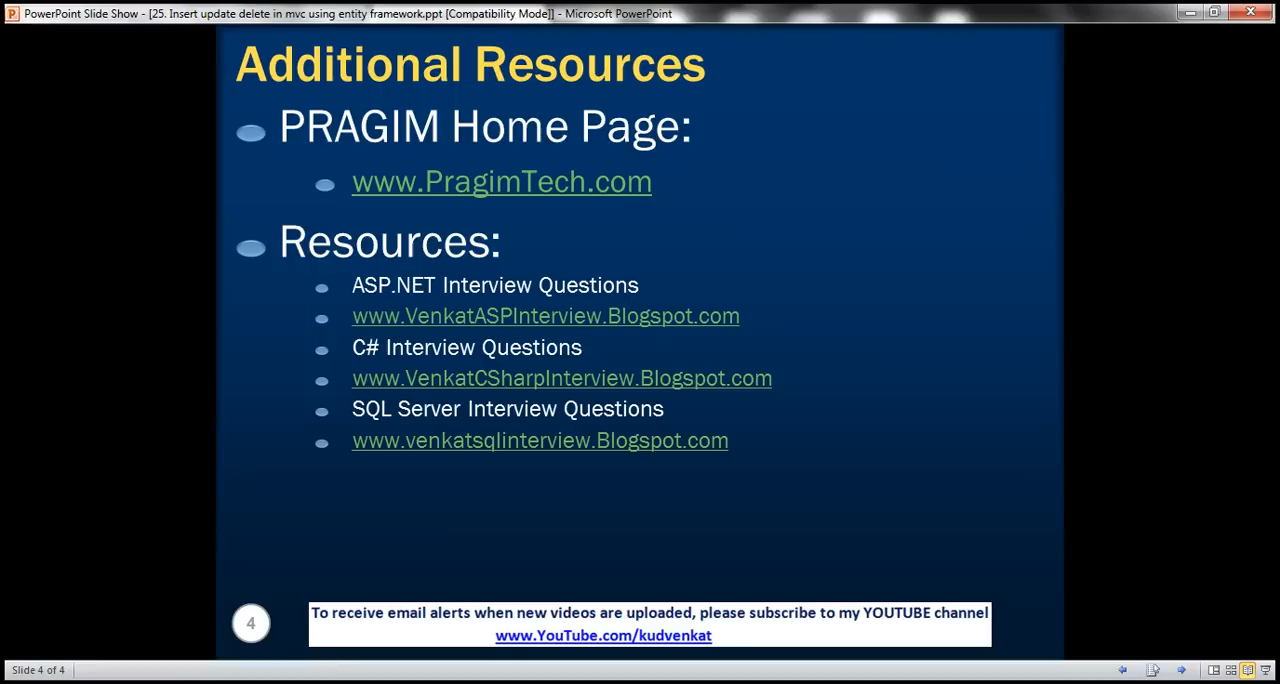 PowerPoint Slide Show - [25. Insert update delete in mvc using entity framework.ppt [Compatibility Mode]] - Microsoft PowerPoint
Additional Resources
PRAGIM Home Page:
www.PragimTech.com
Resources:
ASP.NET Interview Questions
www.VenkatASPInterview.Blogspot.com
C# Interview Questions
www.VenkatCSharpInterview.Blogspot.com
SQL Server Interview Questions
www.venkatsqlinterview.Blogspot.com
4
To receive email alerts when new videos are uploaded, please subscribe to my YOUTUBE channel
www.YouTube.com/kudvenkat
Slide 4 of 4